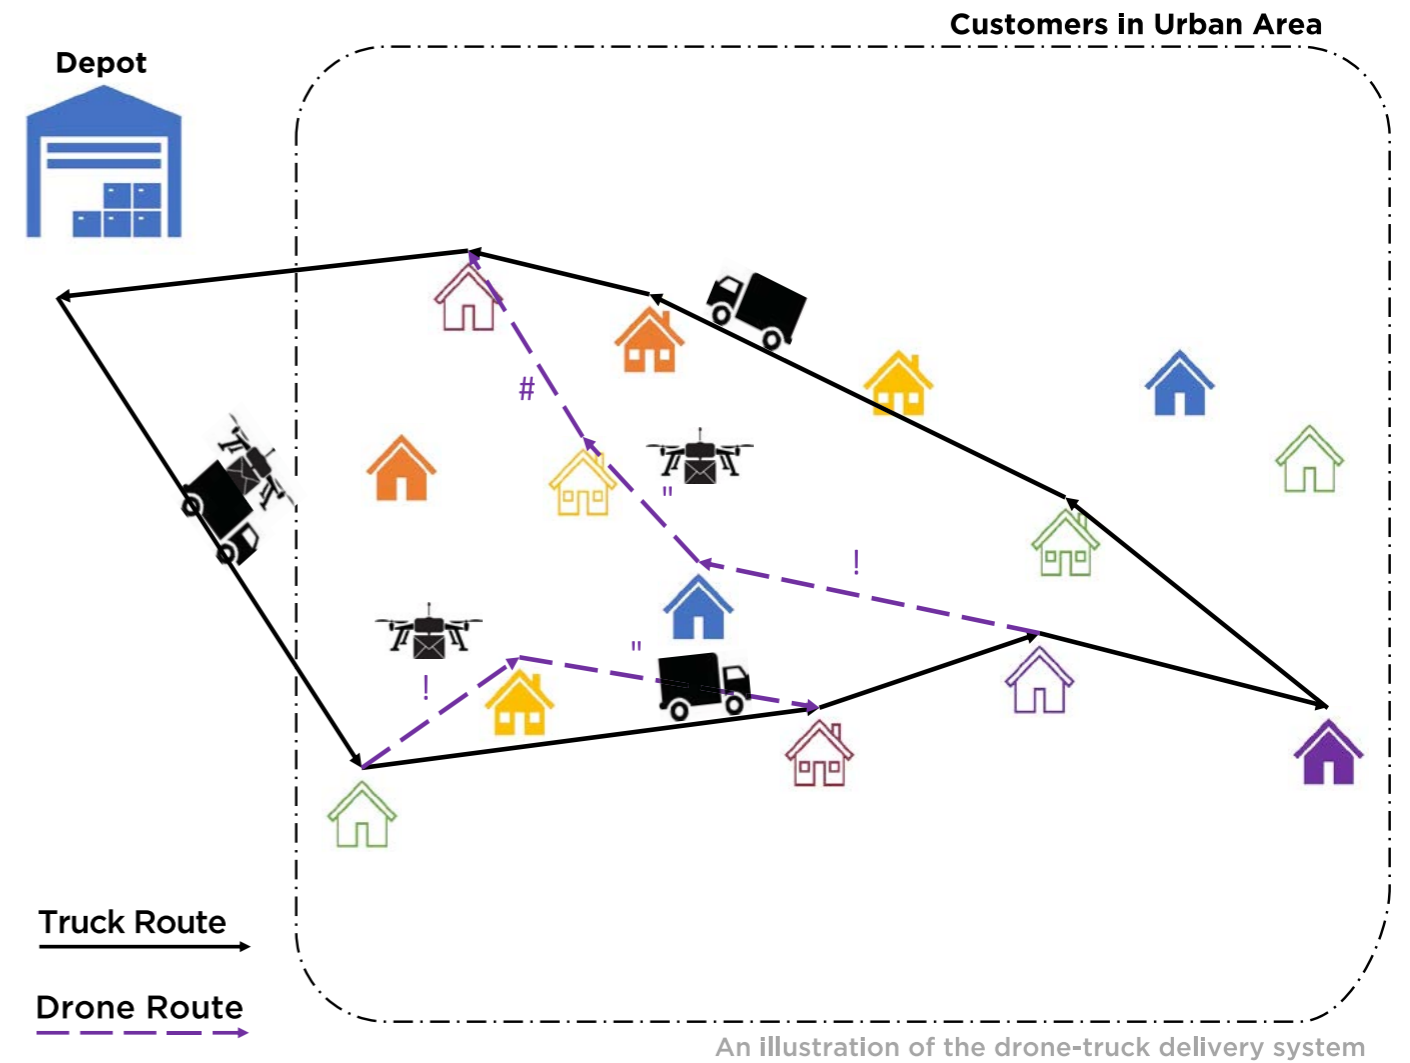 Customers in Urban Area
Depot
#
"
!
"
!
Truck Route
Drone Route
An illustration of the drone-truck delivery system